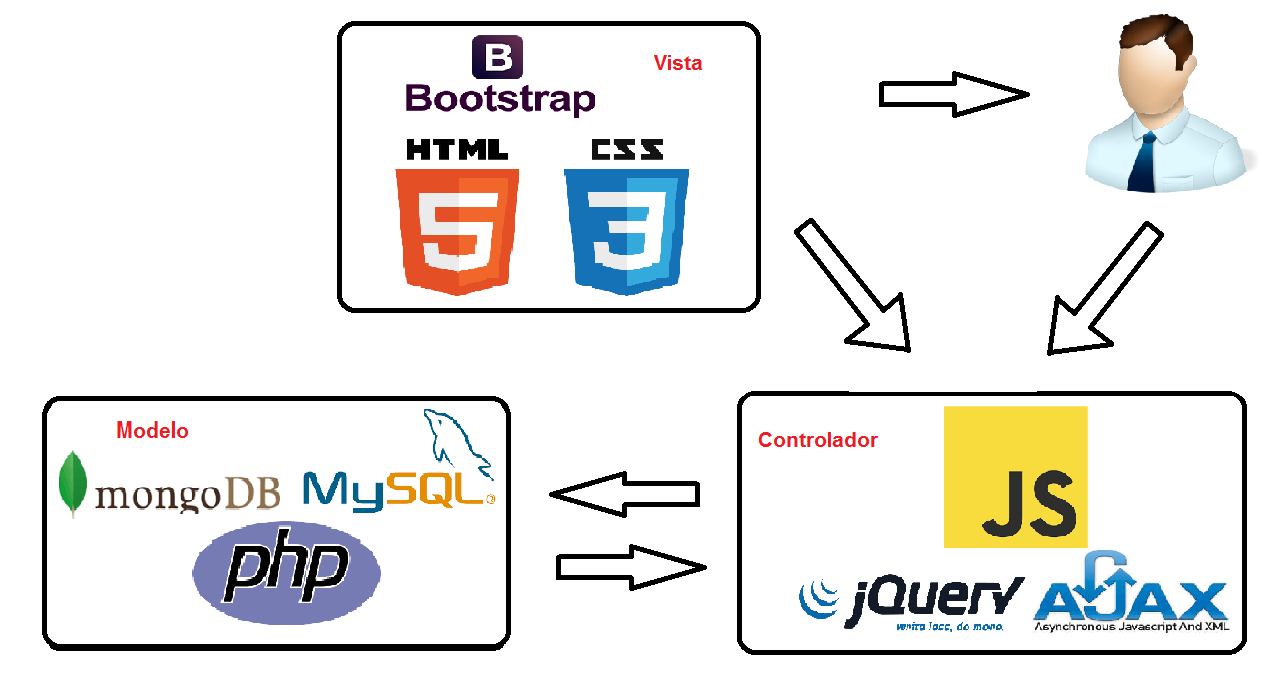 B
Bootstrap
Vista
HTML
CSS
5
3
Modelo
mongoDB
MySQL
php
Controlador
JS
jQuery
write less, do more.
AJAX
Asynchronous Javascript And XML